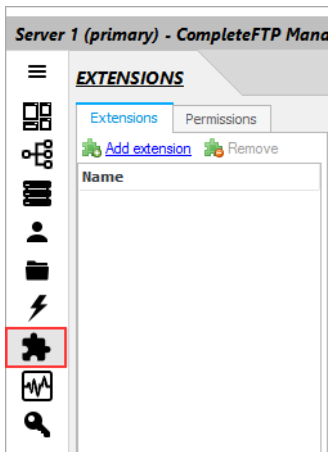 Server 1 (primary) - CompleteFTP Mana
EXTENSIONS
Extensions Permissions
Add extension Remove
Name